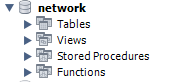 network
Tables
Views
Stored Procedures
Functions